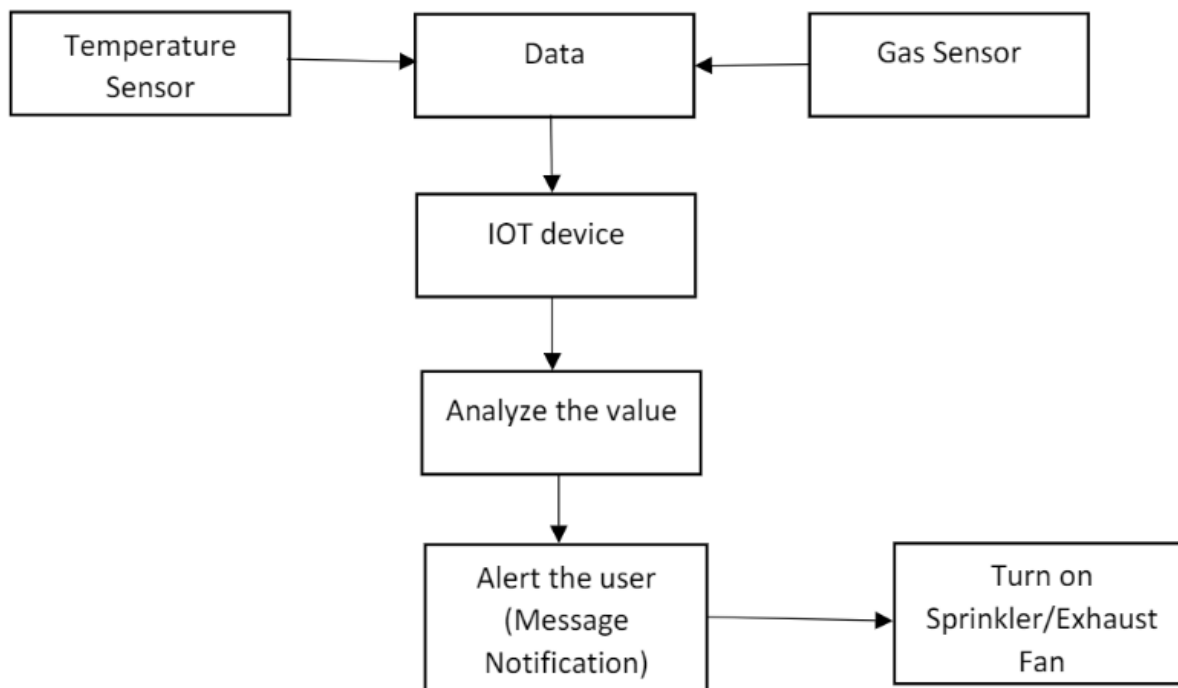 Temperature
Sensor
Data
Gas Sensor
IOT device
Analyze the value
Alert the user
(Message
Notification)
Turn on
Sprinkler/Exhaust
Fan